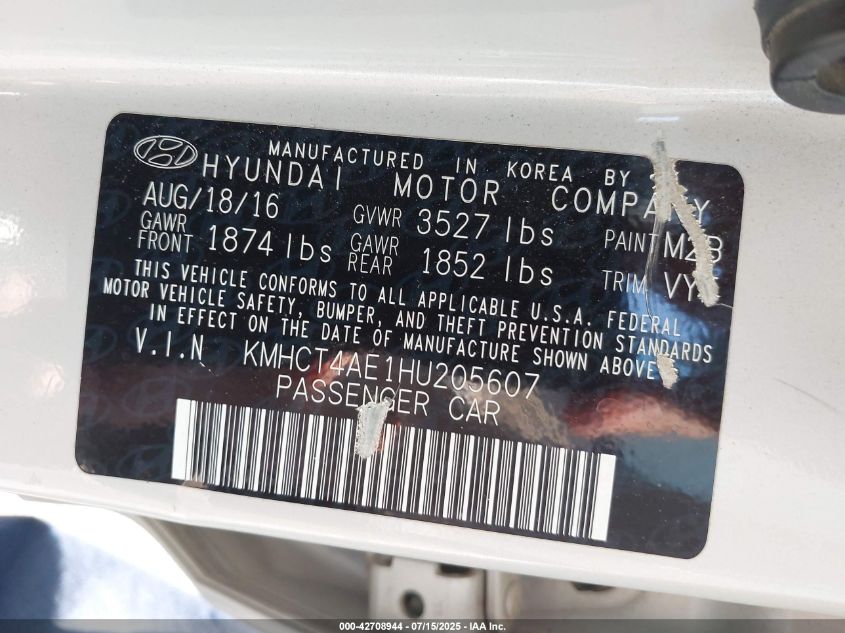 MANUFACTURED IN KOREA BY
HYUNDAI MOTOR COMPANY
AUG/18/16 GVWR 3527 lbs PAINT
GAWR FRONT 1874 lbs GAWR REAR 1852 lbs TRIM VY
THIS VEHICLE CONFORMS TO ALL APPLICABLE U.S.A. FEDERAL
MOTOR VEHICLE SAFETY, BUMPER, AND THEFT PREVENTION STANDARDS
IN EFFECT ON THE DATE OF MANUFACTURE SHOWN ABOVE
V.I.N KMHCT4AE1HU205607
PASSENGER CAR
000-42708944 - 07/15/2025 - IAA Inc.